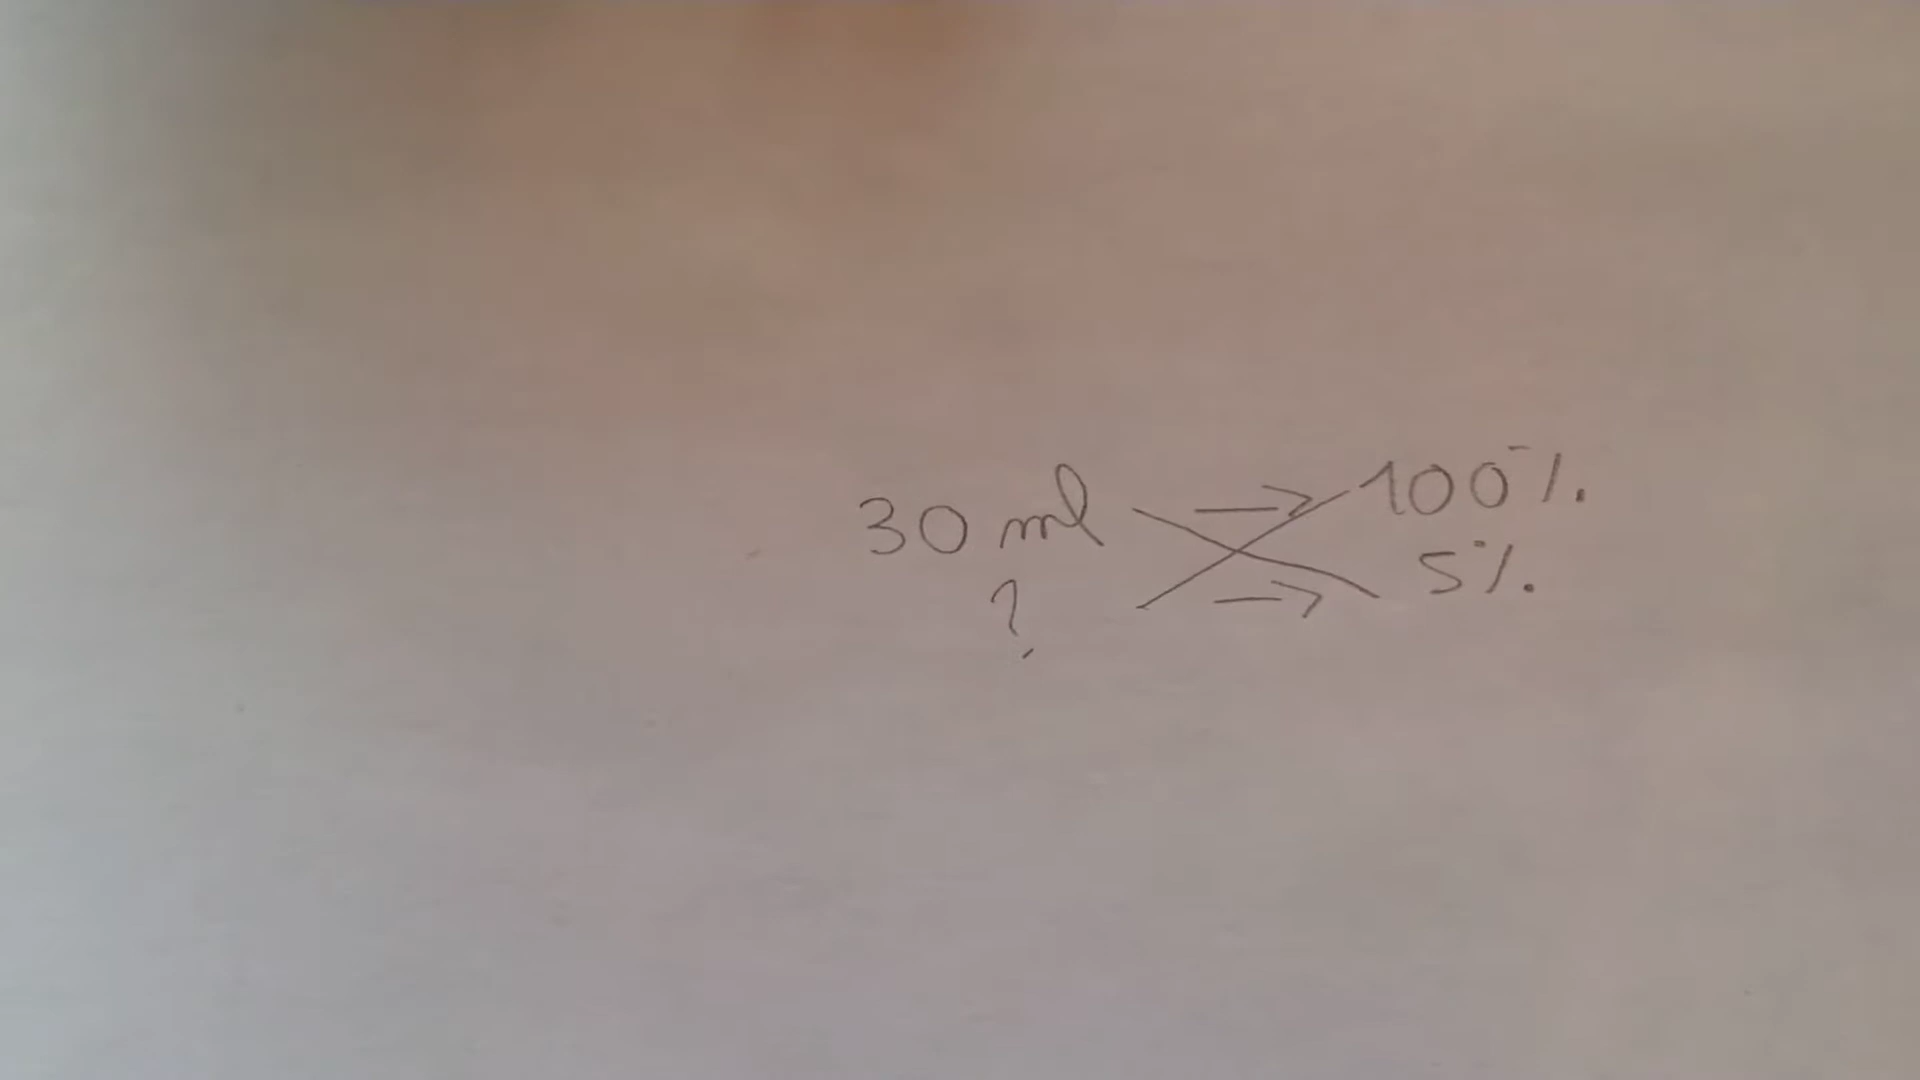 30 ml → 100%
? → 5%